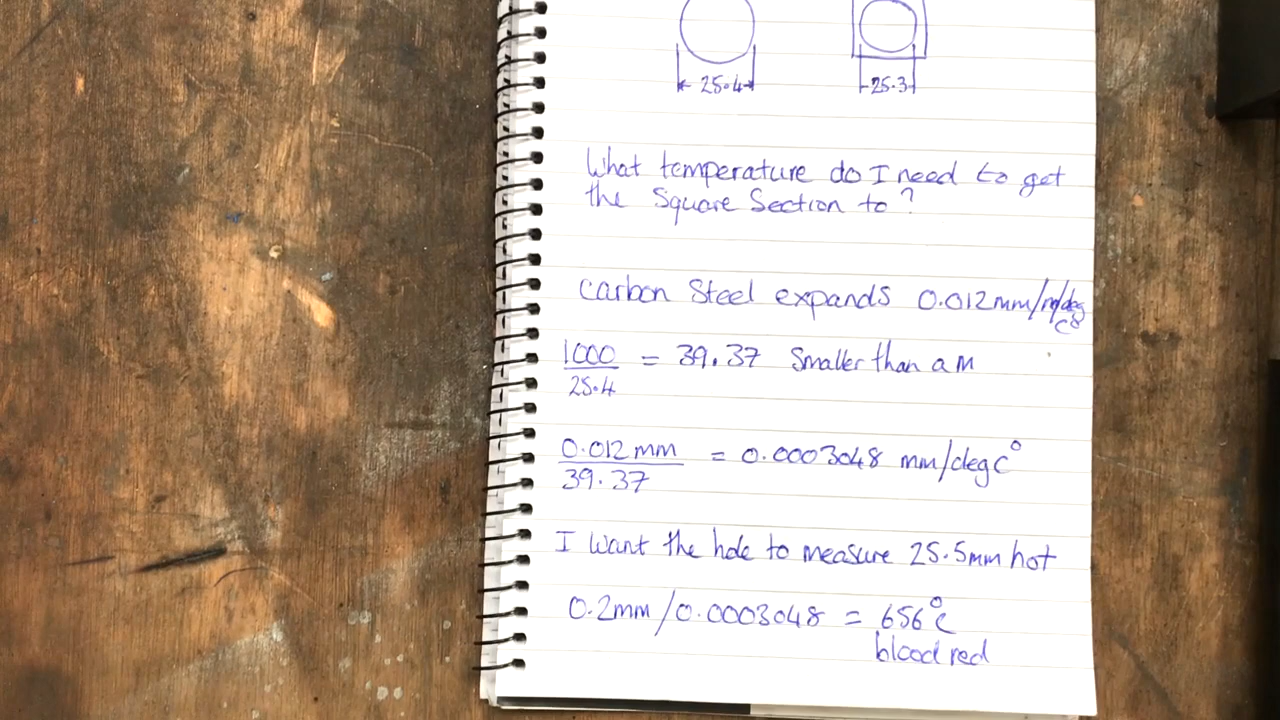 25.4 25.3
What temperature do I need to get
the Square Section to?
Carbon Steel expands 0.012mm/m/deg
C°
1000 = 39.37 Smaller than a M
25.4
0.012mm = 0.0003048 mm/deg C°
39.37
I want the hole to measure 25.5mm hot
0.2mm/0.0003048 = 656°C
blood red